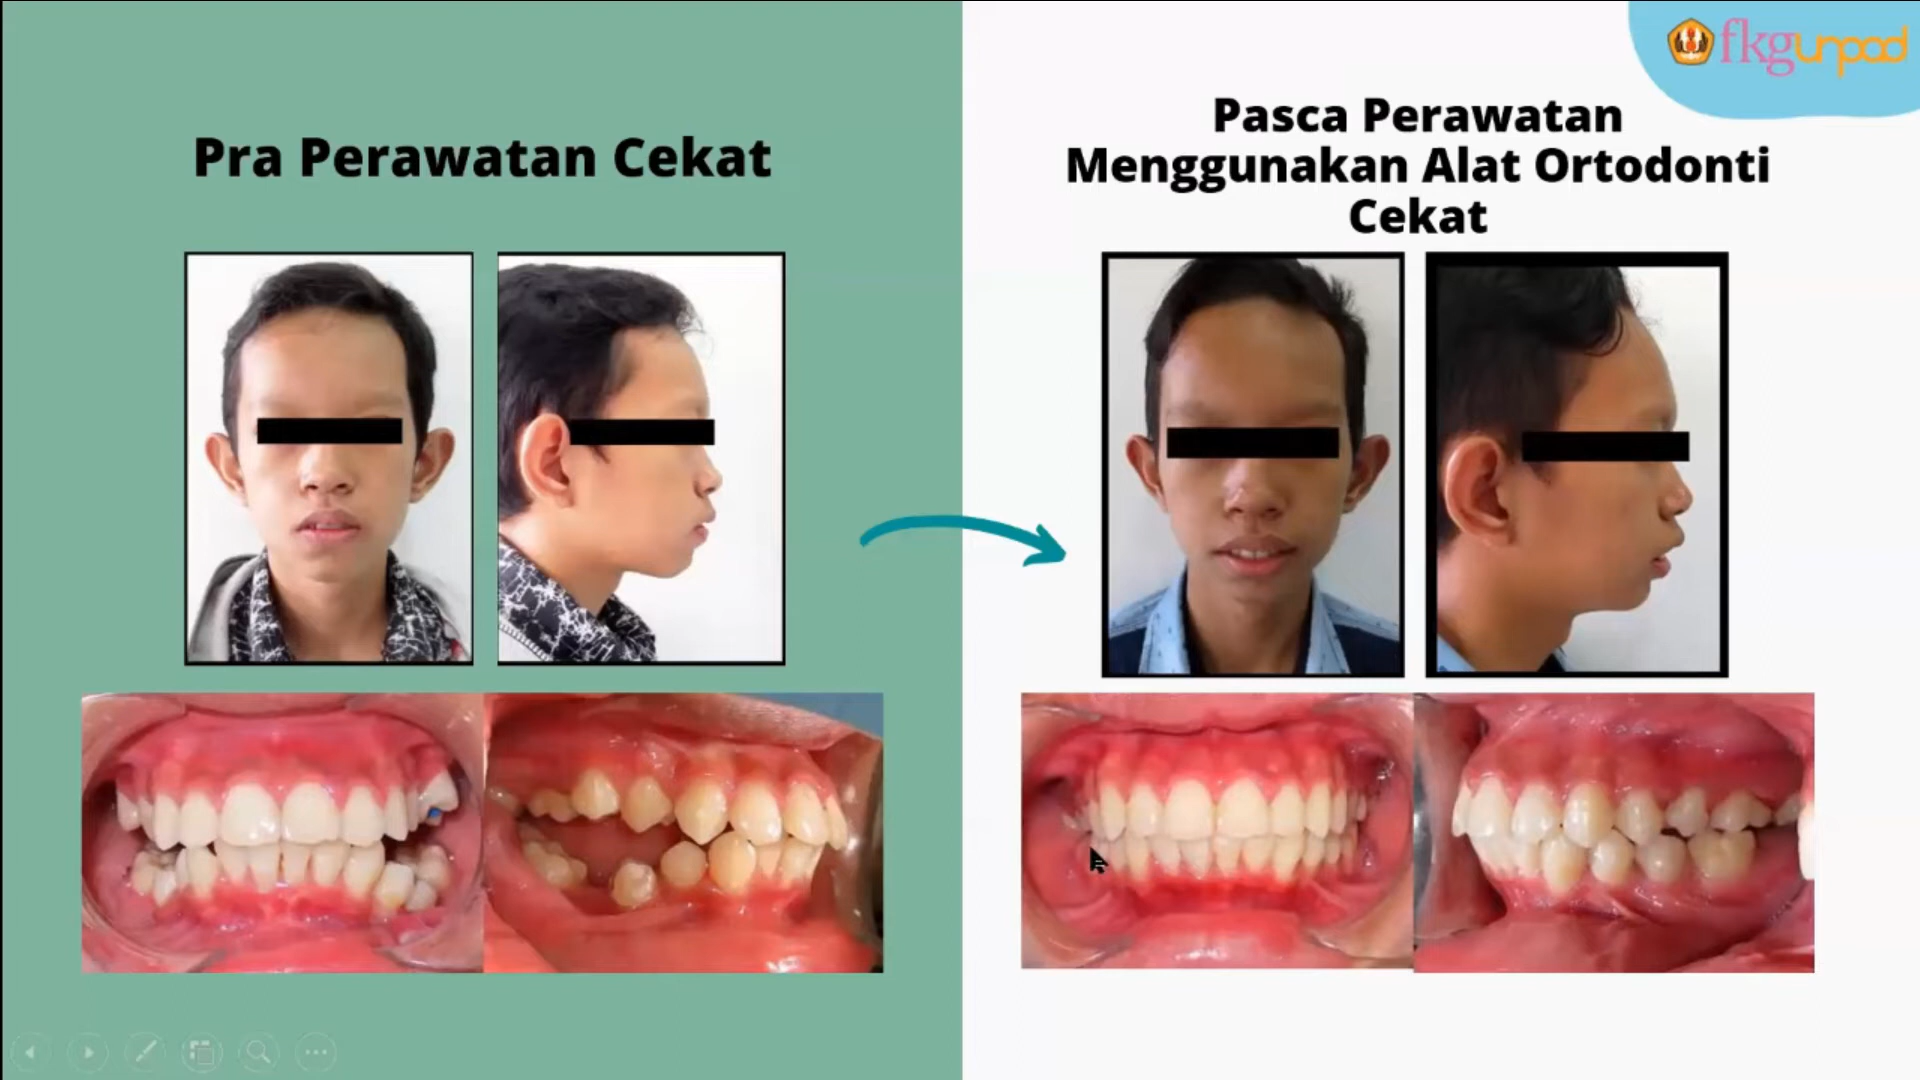 fkgunpad
Pra Perawatan Cekat
Pasca Perawatan
Menggunakan Alat Ortodonti
Cekat